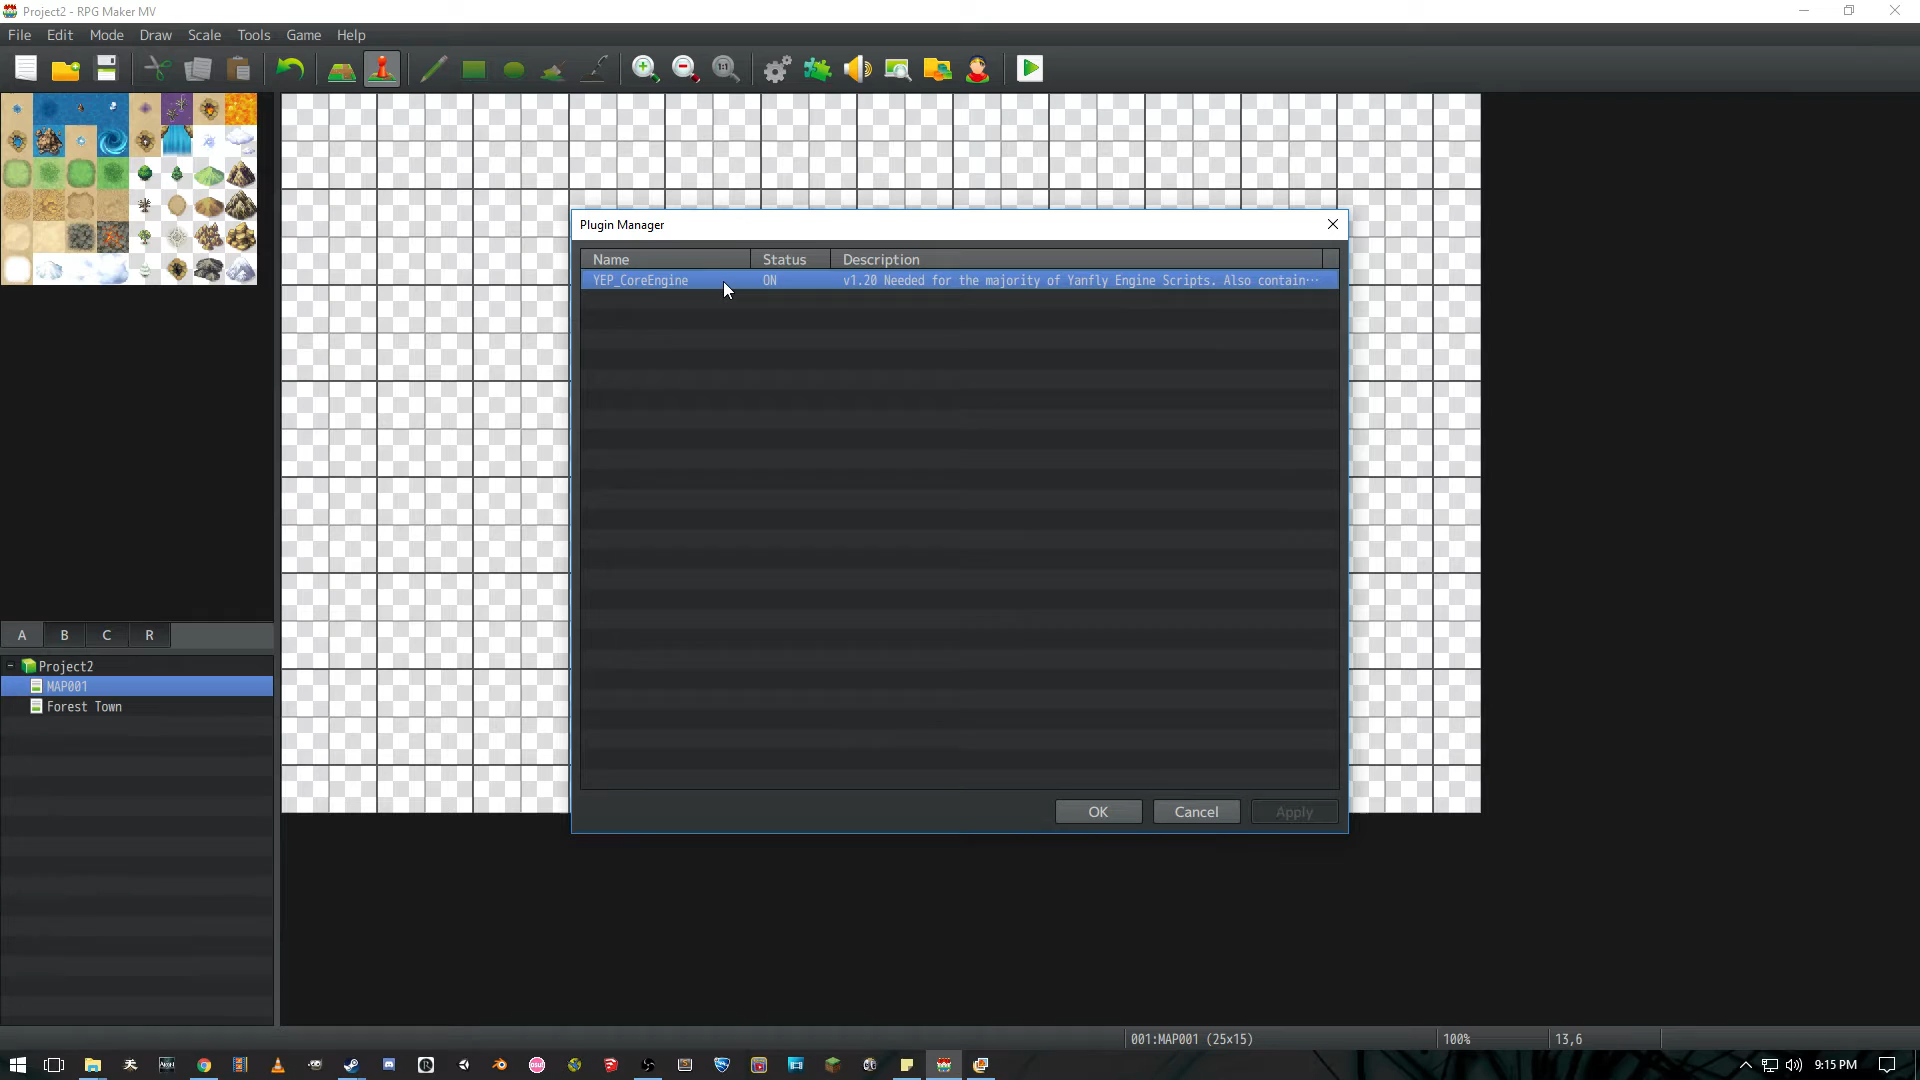 Project2 - RPG Maker MV
File Edit Mode Draw Scale Tools Game Help
1:1
Plugin Manager
Name Status Description
YEP_CoreEngine ON v1.20 Needed for the majority of Yanfly Engine Scripts. Also contain···
OK Cancel Apply
A B C R
Project2
MAP001
Forest Town
001:MAP001 (25x15) 100% 13,6
9:15 PM